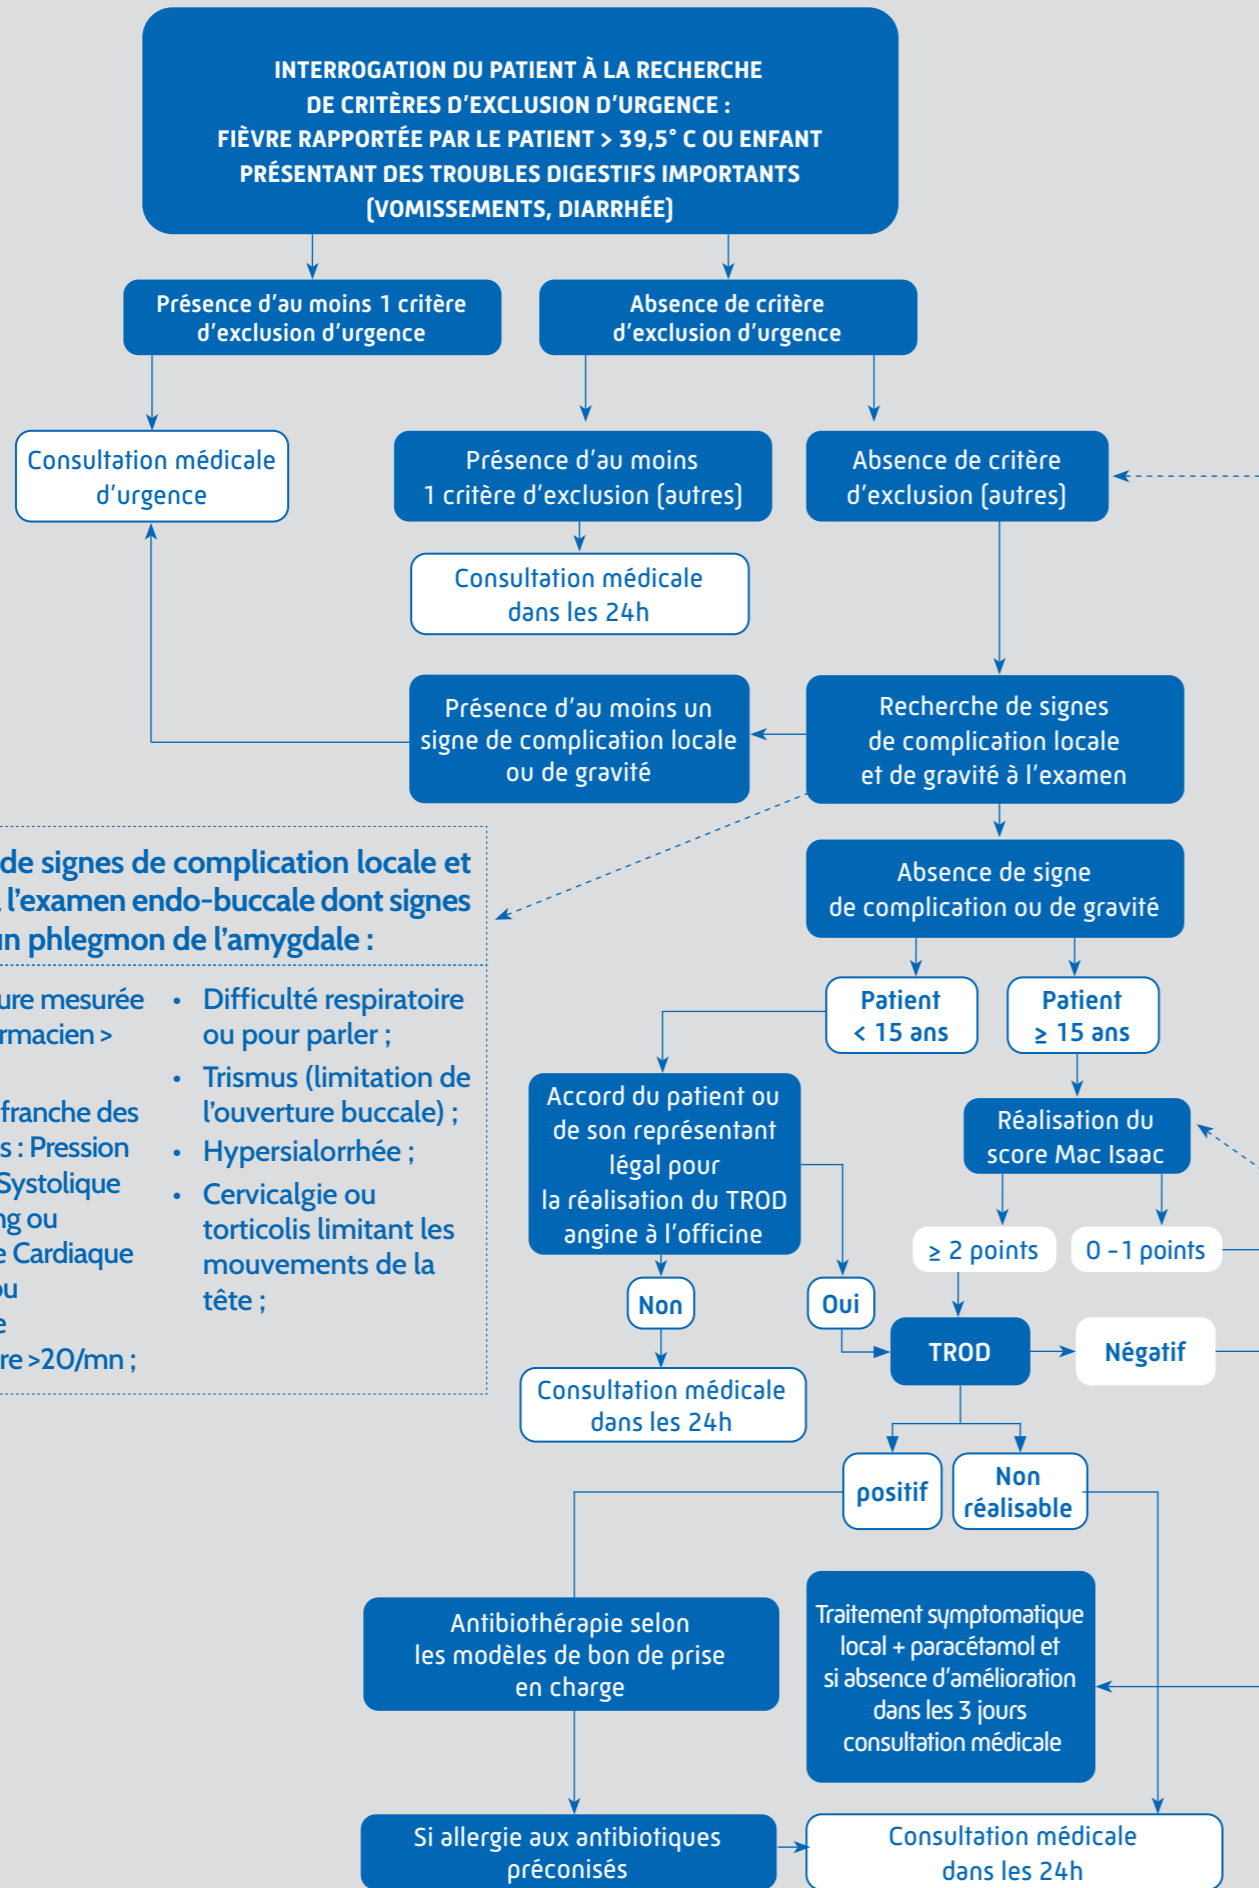 INTERROGATION DU PATIENT À LA RECHERCHE
DE CRITÈRES D'EXCLUSION D'URGENCE :
FIÈVRE RAPPORTÉE PAR LE PATIENT > 39,5° C OU ENFANT
PRÉSENTANT DES TROUBLES DIGESTIFS IMPORTANTS
(VOMISSEMENTS, DIARRHÉE)
Présence d'au moins 1 critère
d'exclusion d'urgence
Absence de critère
d'exclusion d'urgence
Consultation médicale
d'urgence
Présence d'au moins
1 critère d'exclusion (autres)
Absence de critère
d'exclusion (autres)
Consultation médicale
dans les 24h
Présence d'au moins un
signe de complication locale
ou de gravité
Recherche de signes
de complication locale
et de gravité à l'examen
de signes de complication locale et
l'examen endo-buccale dont signes
un phlegmon de l'amygdale :
ure mesurée
rmacien >
franche des
s : Pression
Systolique
ng ou
e Cardiaque
ou
e
re >20/mn ;
• Difficulté respiratoire
ou pour parler ;
• Trismus (limitation de
l'ouverture buccale) ;
• Hypersialorrhée ;
• Cervicalgie ou
torticolis limitant les
mouvements de la
tête ;
Absence de signe
de complication ou de gravité
Patient
< 15 ans
Patient
≥ 15 ans
Accord du patient ou
de son représentant
légal pour
la réalisation du TROD
angine à l'officine
Réalisation du
score Mac Isaac
≥ 2 points
0 -1 points
Non
Oui
TROD
Négatif
Consultation médicale
dans les 24h
positif
Non
réalisable
Antibiothérapie selon
les modèles de bon de prise
en charge
Traitement symptomatique
local + paracétamol et
si absence d'amélioration
dans les 3 jours
consultation médicale
Si allergie aux antibiotiques
préconisés
Consultation médicale
dans les 24h